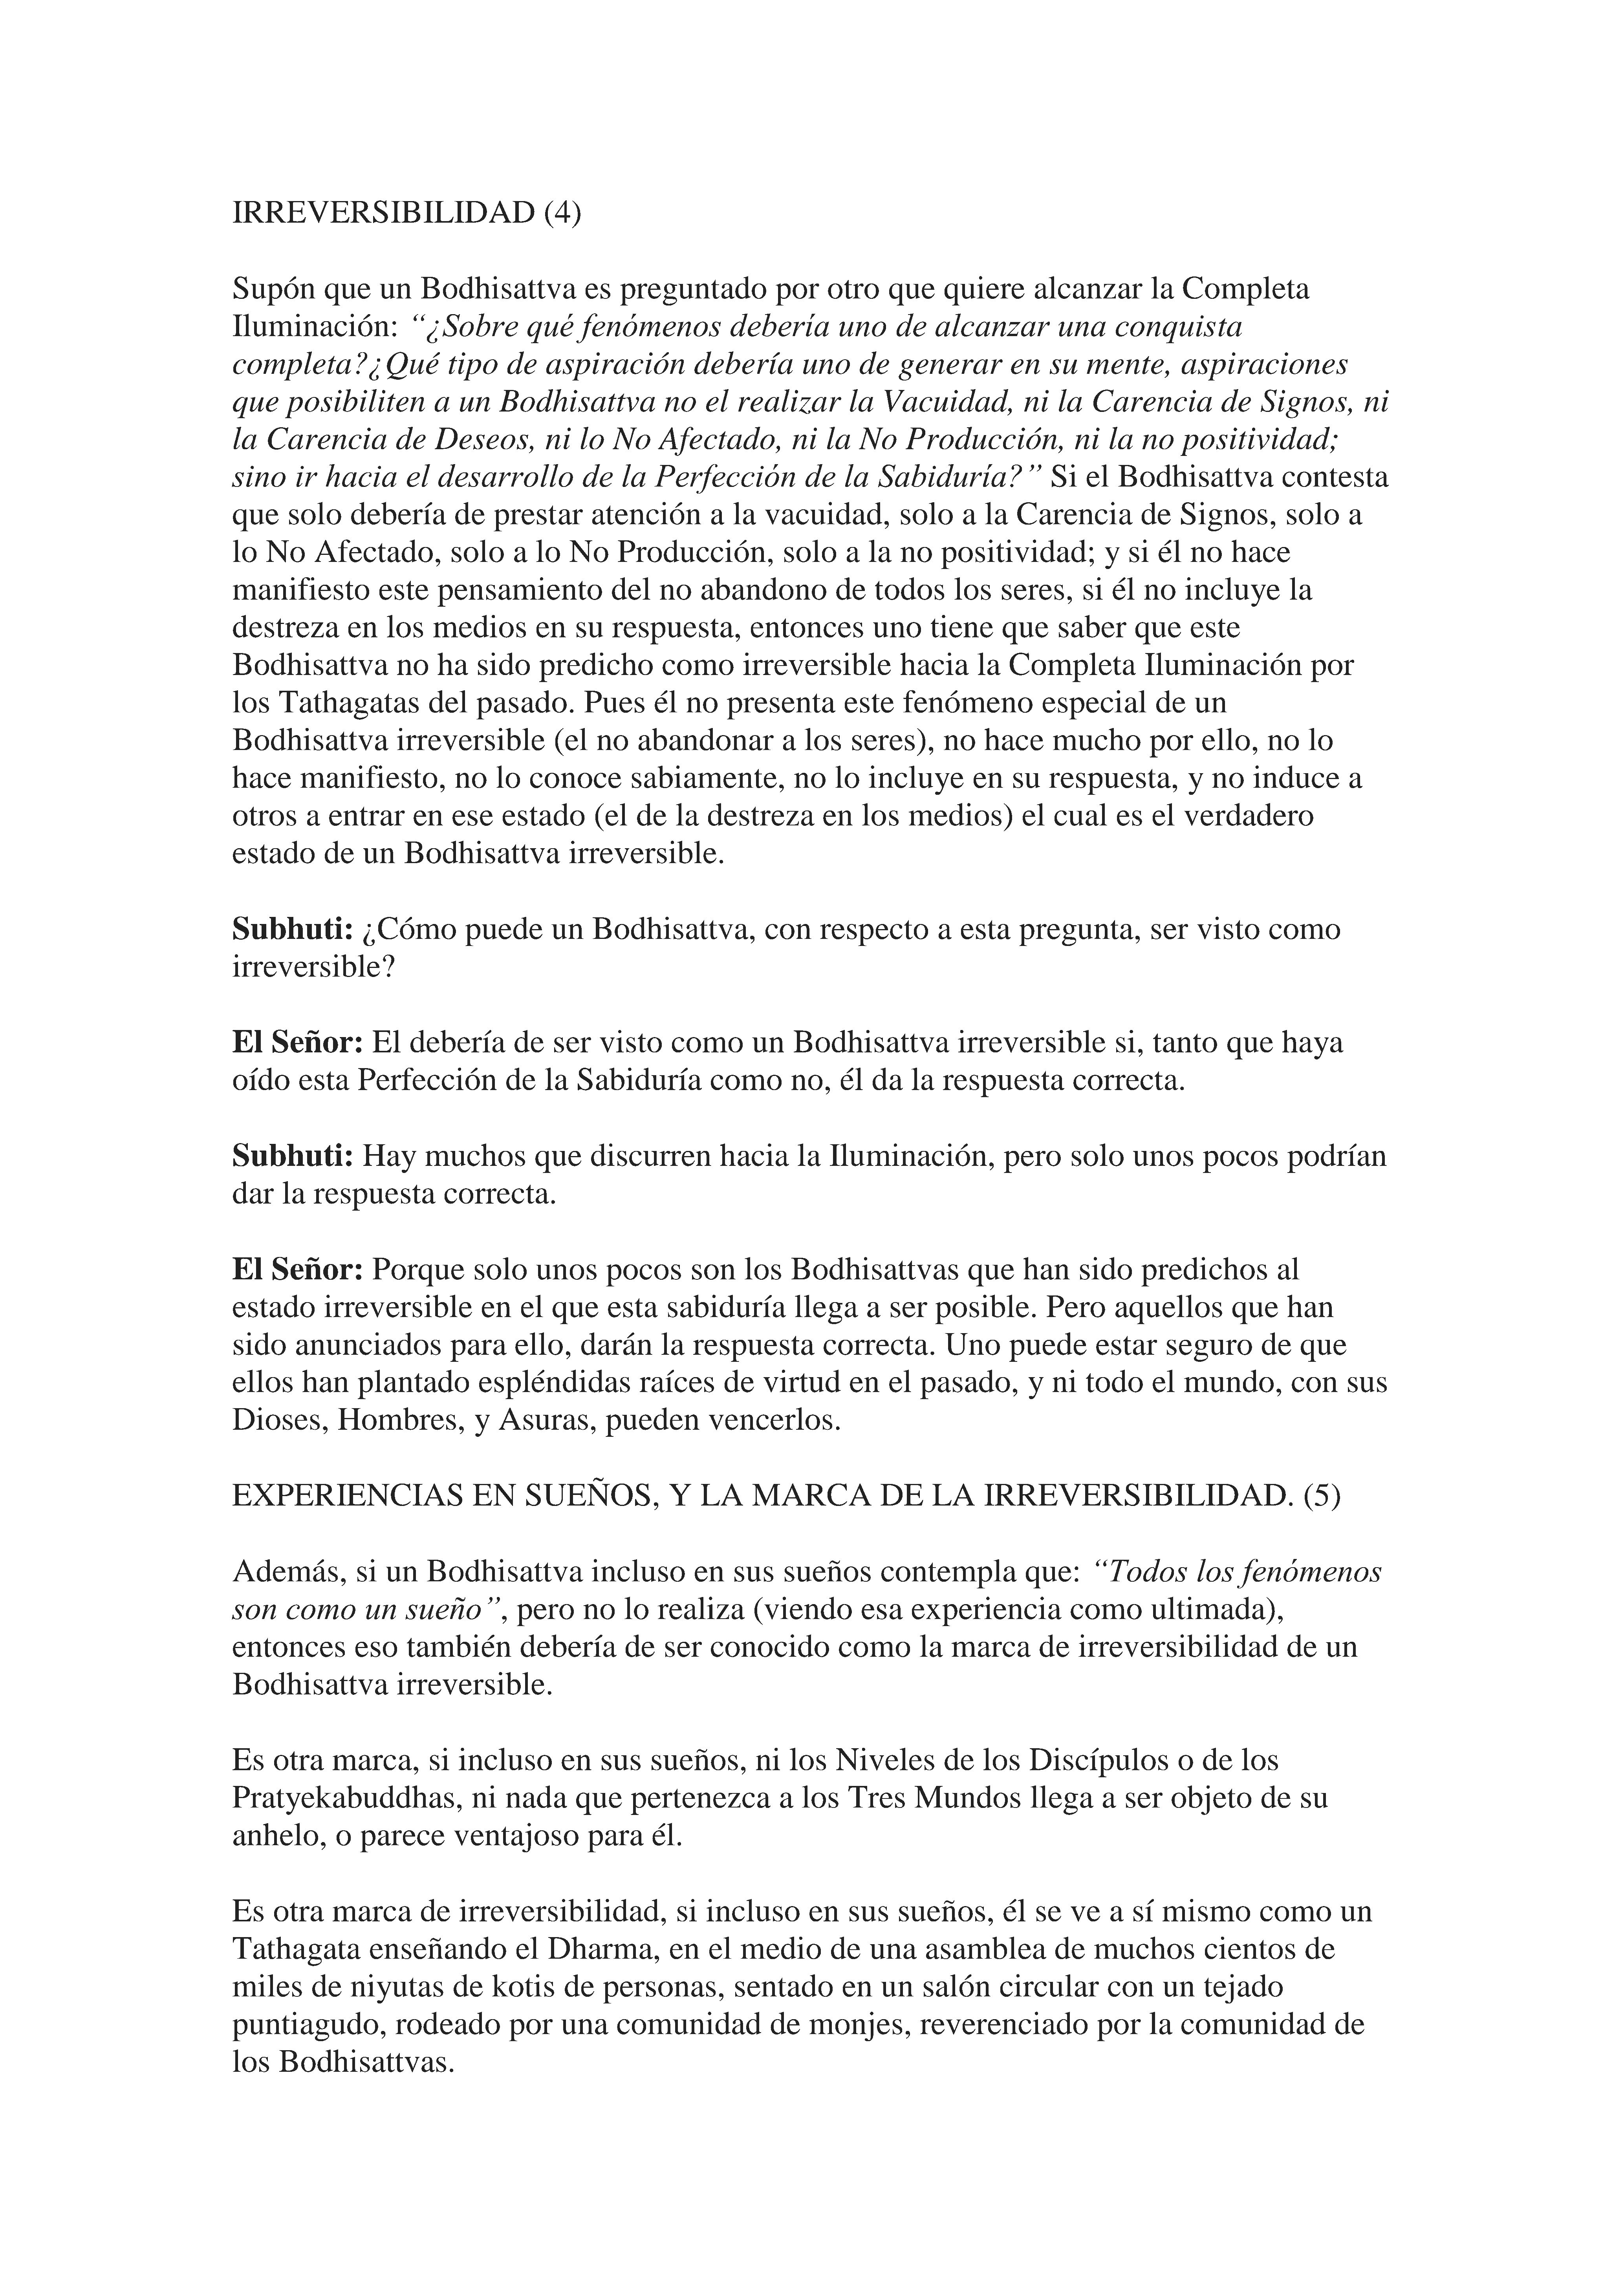 IRREVERSIBILIDAD (4)
Supón que un Bodhisattva es preguntado por otro que quiere alcanzar la Completa
Iluminación: “¿Sobre qué fenómenos debería uno de alcanzar una conquista
completa?¿Qué tipo de aspiración debería uno de generar en su mente, aspiraciones
que posibiliten a un Bodhisattva no el realizar la Vacuidad, ni la Carencia de Signos, ni
la Carencia de Deseos, ni lo No Afectado, ni la No Producción, ni la no positividad;
sino ir hacia el desarrollo de la Perfección de la Sabiduría?” Si el Bodhisattva contesta
que solo debería de prestar atención a la vacuidad, solo a la Carencia de Signos, solo a
lo No Afectado, solo a lo No Producción, solo a la no positividad; y si él no hace
manifiesto este pensamiento del no abandono de todos los seres, si él no incluye la
destreza en los medios en su respuesta, entonces uno tiene que saber que este
Bodhisattva no ha sido predicho como irreversible hacia la Completa Iluminación por
los Tathagatas del pasado. Pues él no presenta este fenómeno especial de un
Bodhisattva irreversible (el no abandonar a los seres), no hace mucho por ello, no lo
hace manifiesto, no lo conoce sabiamente, no lo incluye en su respuesta, y no induce a
otros a entrar en ese estado (el de la destreza en los medios) el cual es el verdadero
estado de un Bodhisattva irreversible.
Subhuti: ¿Cómo puede un Bodhisattva, con respecto a esta pregunta, ser visto como
irreversible?
El Señor: El debería de ser visto como un Bodhisattva irreversible si, tanto que haya
oído esta Perfección de la Sabiduría como no, él da la respuesta correcta.
Subhuti: Hay muchos que discurren hacia la Iluminación, pero solo unos pocos podrían
dar la respuesta correcta.
El Señor: Porque solo unos pocos son los Bodhisattvas que han sido predichos al
estado irreversible en el que esta sabiduría llega a ser posible. Pero aquellos que han
sido anunciados para ello, darán la respuesta correcta. Uno puede estar seguro de que
ellos han plantado espléndidas raíces de virtud en el pasado, y ni todo el mundo, con sus
Dioses, Hombres, y Asuras, pueden vencerlos.
EXPERIENCIAS EN SUEÑOS, Y LA MARCA DE LA IRREVERSIBILIDAD. (5)
Además, si un Bodhisattva incluso en sus sueños contempla que: “Todos los fenómenos
son como un sueño”, pero no lo realiza (viendo esa experiencia como ultimada),
entonces eso también debería de ser conocido como la marca de irreversibilidad de un
Bodhisattva irreversible.
Es otra marca, si incluso en sus sueños, ni los Niveles de los Discípulos o de los
Pratyekabuddhas, ni nada que pertenezca a los Tres Mundos llega a ser objeto de su
anhelo, o parece ventajoso para él.
Es otra marca de irreversibilidad, si incluso en sus sueños, él se ve a sí mismo como un
Tathagata enseñando el Dharma, en el medio de una asamblea de muchos cientos de
miles de niyutas de kotis de personas, sentado en un salón circular con un tejado
puntiagudo, rodeado por una comunidad de monjes, reverenciado por la comunidad de
los Bodhisattvas.